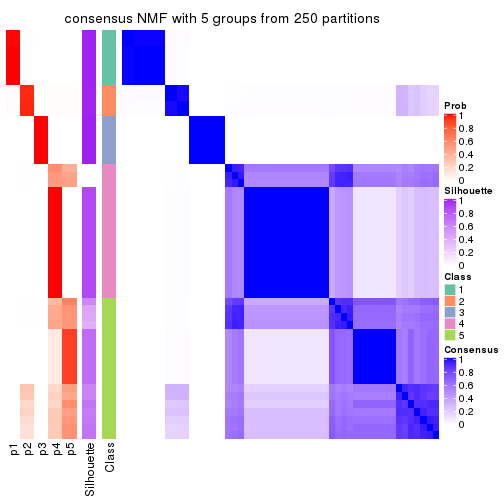 consensus NMF with 5 groups from 250 partitions
Prob
1
0.8
0.6
0.4
0.2
0
Silhouette
1
0.8
0.6
0.4
0.2
0
Class
1
2
3
4
5
Consensus
1
0.8
0.6
0.4
0.2
0
p1
p2
p3
p4
p5
Silhouette
Class